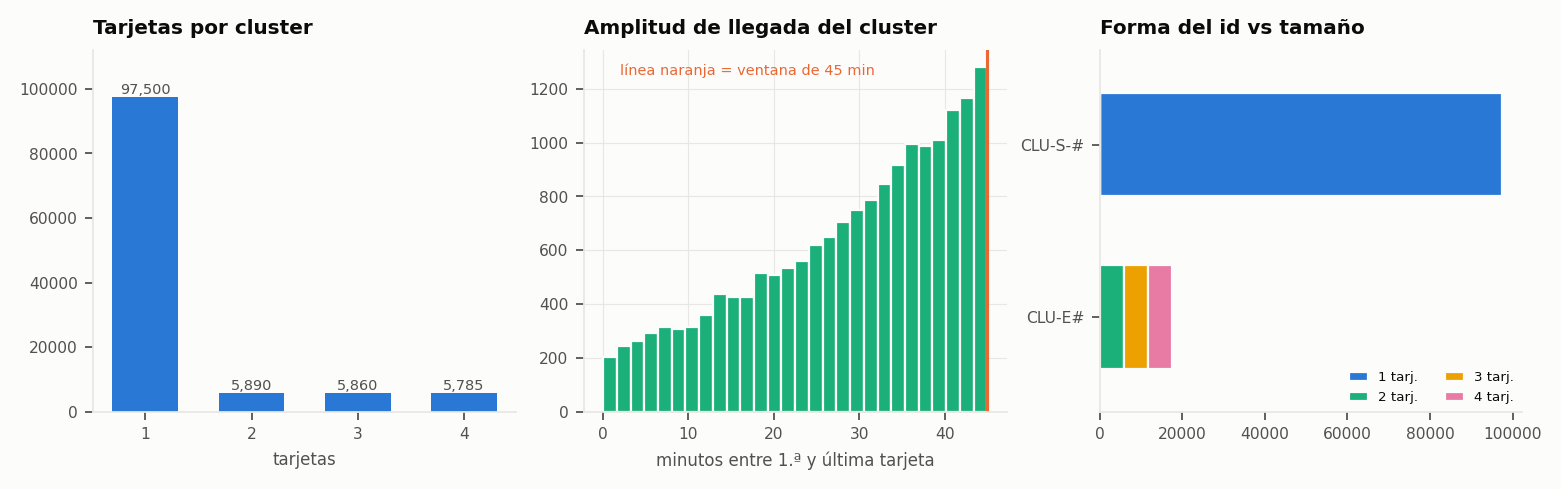 Tarjetas por cluster
100000
80000
60000
40000
20000
0
97,500
5,890
5,860
5,785
1
2
3
4
tarjetas
Amplitud de llegada del cluster
línea naranja = ventana de 45 min
1200
1000
800
600
400
200
0
0
10
20
30
40
minutos entre 1.ª y última tarjeta
Forma del id vs tamaño
CLU-S-#
CLU-E#
1 tarj.
2 tarj.
3 tarj.
4 tarj.
0
20000
40000
60000
80000
100000